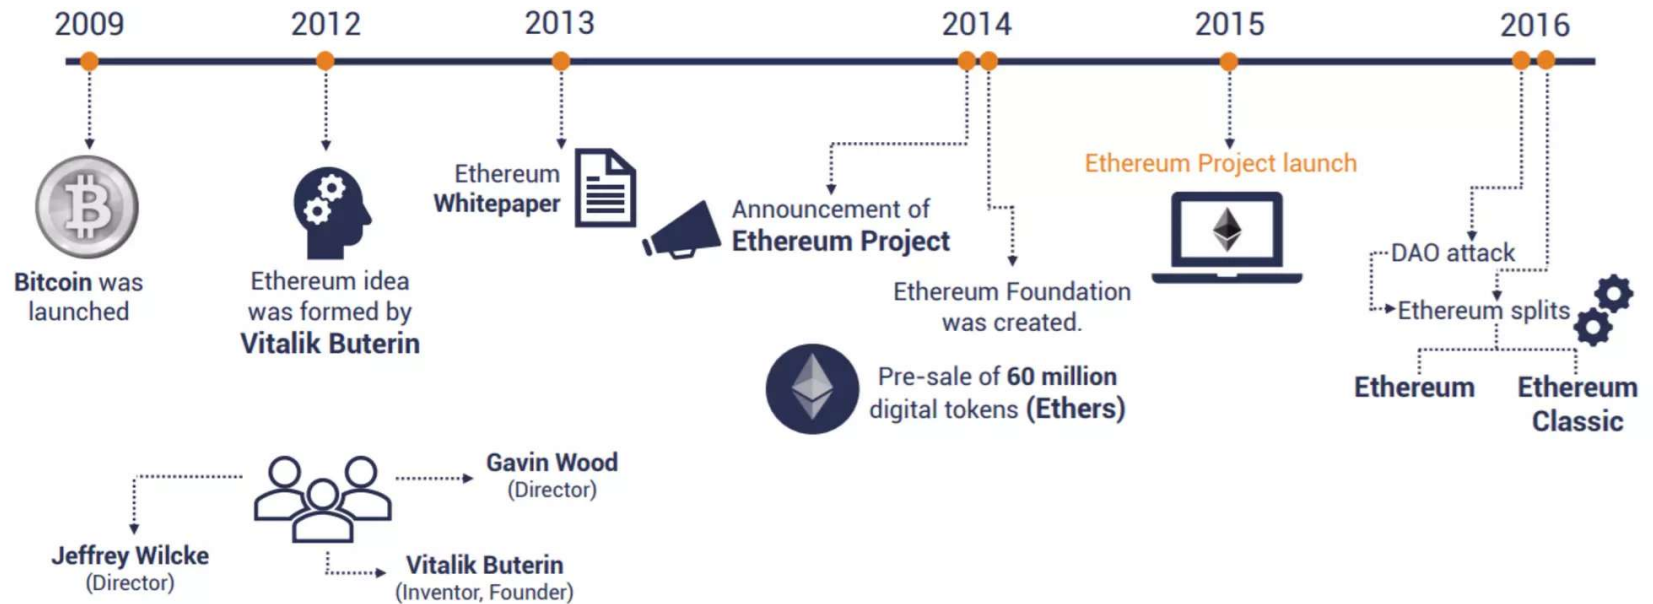 2009
2012
2013
2014
2015
2016
Bitcoin was
launched
Ethereum idea
was formed by
Vitalik Buterin
Ethereum
Whitepaper
Announcement of
Ethereum Project
Ethereum Foundation
was created.
Pre-sale of 60 million
digital tokens (Ethers)
Ethereum Project launch
DAO attack
Ethereum splits
Ethereum
Ethereum
Classic
Gavin Wood
(Director)
Jeffrey Wilcke
(Director)
Vitalik Buterin
(Inventor, Founder)